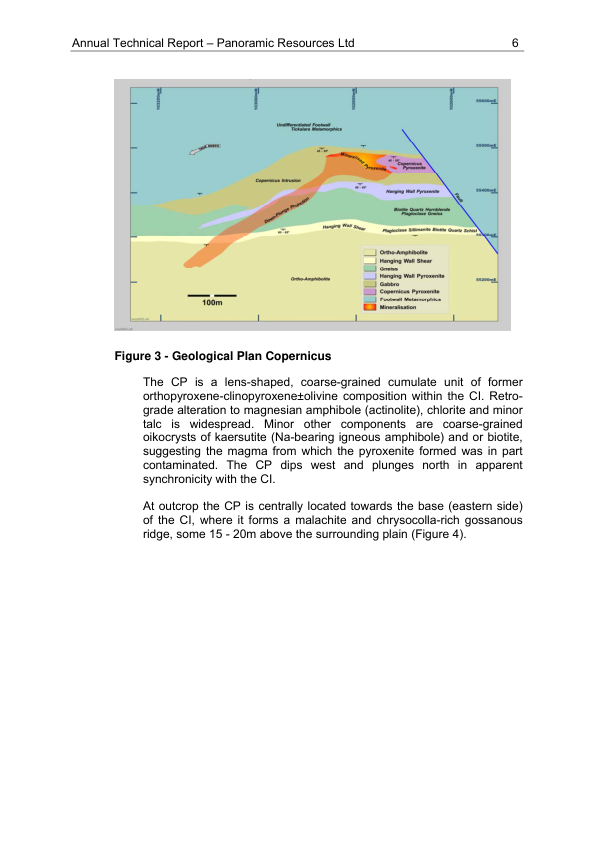 Annual Technical Report – Panoramic Resources Ltd 6
Undifferentiated Footwall
Tickalara Metamorphics
Mineralised Pyroxenite
Copernicus
Pyroxenite
Copernicus Intrusion
Hanging Wall Pyroxenite
Down-Plunge Projection
Biotite Quartz Hornblende
Plagioclase Gneiss
Fault
Hanging Wall Shear
Plagioclase Sillimanite Biotite Quartz Schist
Ortho-Amphibolite
100m
Ortho-Amphibolite
Hanging Wall Shear
Gneiss
Hanging Wall Pyroxenite
Gabbro
Copernicus Pyroxenite
Footwall Metamorphics
Mineralisation
Figure 3 - Geological Plan Copernicus
The CP is a lens-shaped, coarse-grained cumulate unit of former
orthopyroxene-clinopyroxene±olivine composition within the CI. Retro-
grade alteration to magnesian amphibole (actinolite), chlorite and minor
talc is widespread. Minor other components are coarse-grained
oikocrysts of kaersutite (Na-bearing igneous amphibole) and or biotite,
suggesting the magma from which the pyroxenite formed was in part
contaminated. The CP dips west and plunges north in apparent
synchronicity with the CI.
At outcrop the CP is centrally located towards the base (eastern side)
of the CI, where it forms a malachite and chrysocolla-rich gossanous
ridge, some 15 - 20m above the surrounding plain (Figure 4).